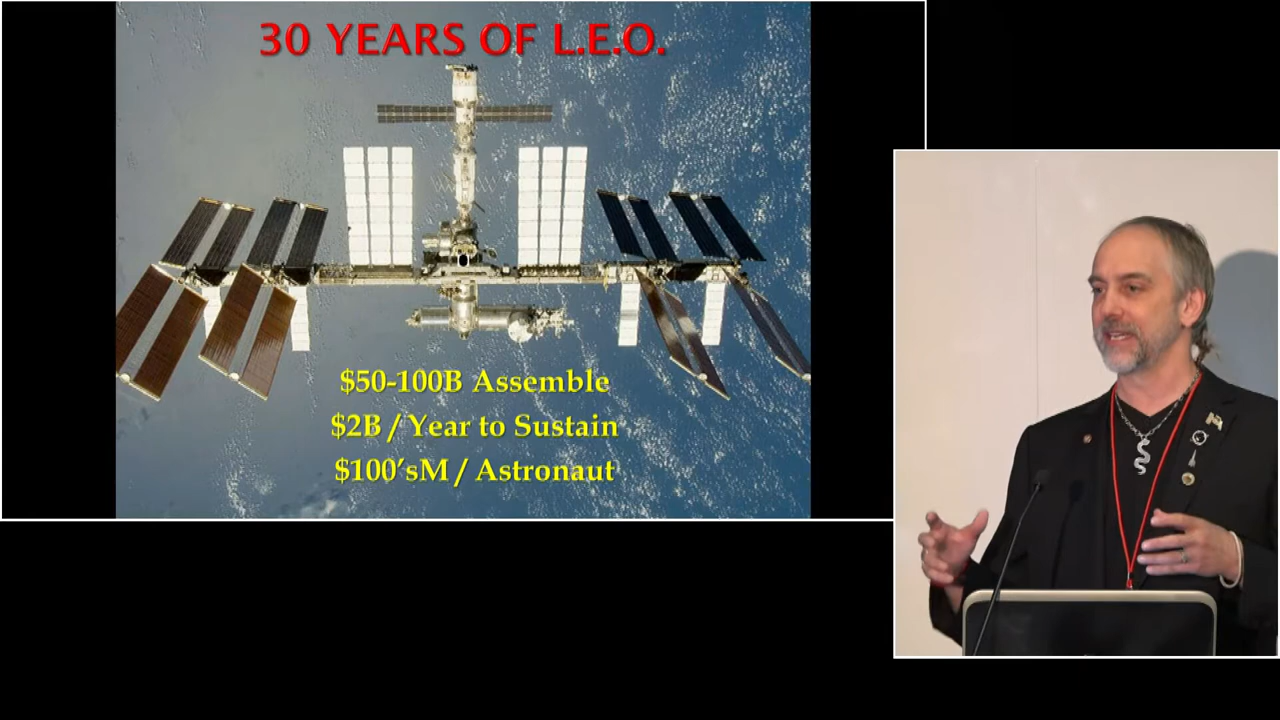 30 YEARS OF L.E.O.
$50-100B Assemble
$2B / Year to Sustain
$100'sM / Astronaut